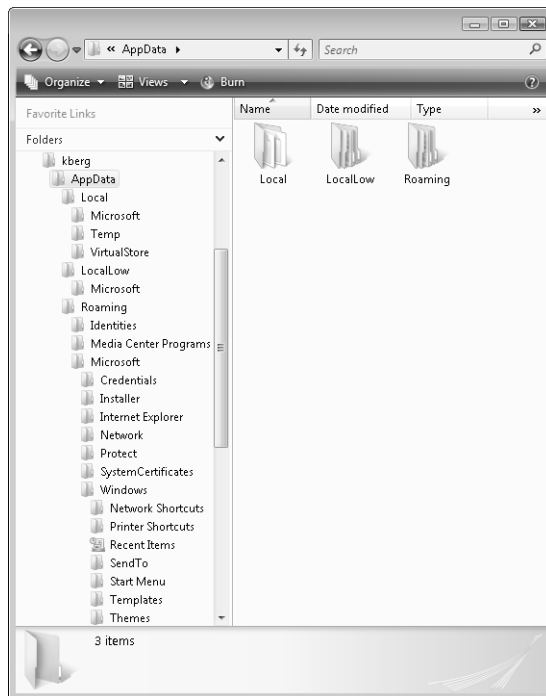 « AppData ▸
Search
Organize Views Burn
Favorite Links
Folders
kberg
AppData
Local
Microsoft
Temp
VirtualStore
LocalLow
Microsoft
Roaming
Identities
Media Center Programs
Microsoft
Credentials
Installer
Internet Explorer
Network
Protect
SystemCertificates
Windows
Network Shortcuts
Printer Shortcuts
Recent Items
SendTo
Start Menu
Templates
Themes
Name Date modified Type »
Local LocalLow Roaming
3 items